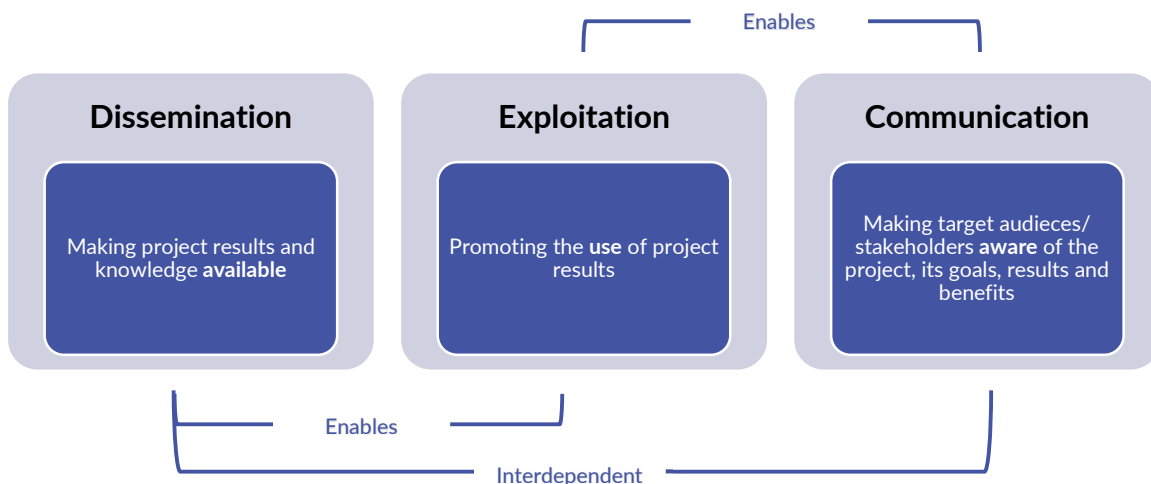 Enables
Dissemination
Making project results and
knowledge available
Exploitation
Promoting the use of project
results
Communication
Making target audieces/
stakeholders aware of the
project, its goals, results and
benefits
Enables
Interdependent